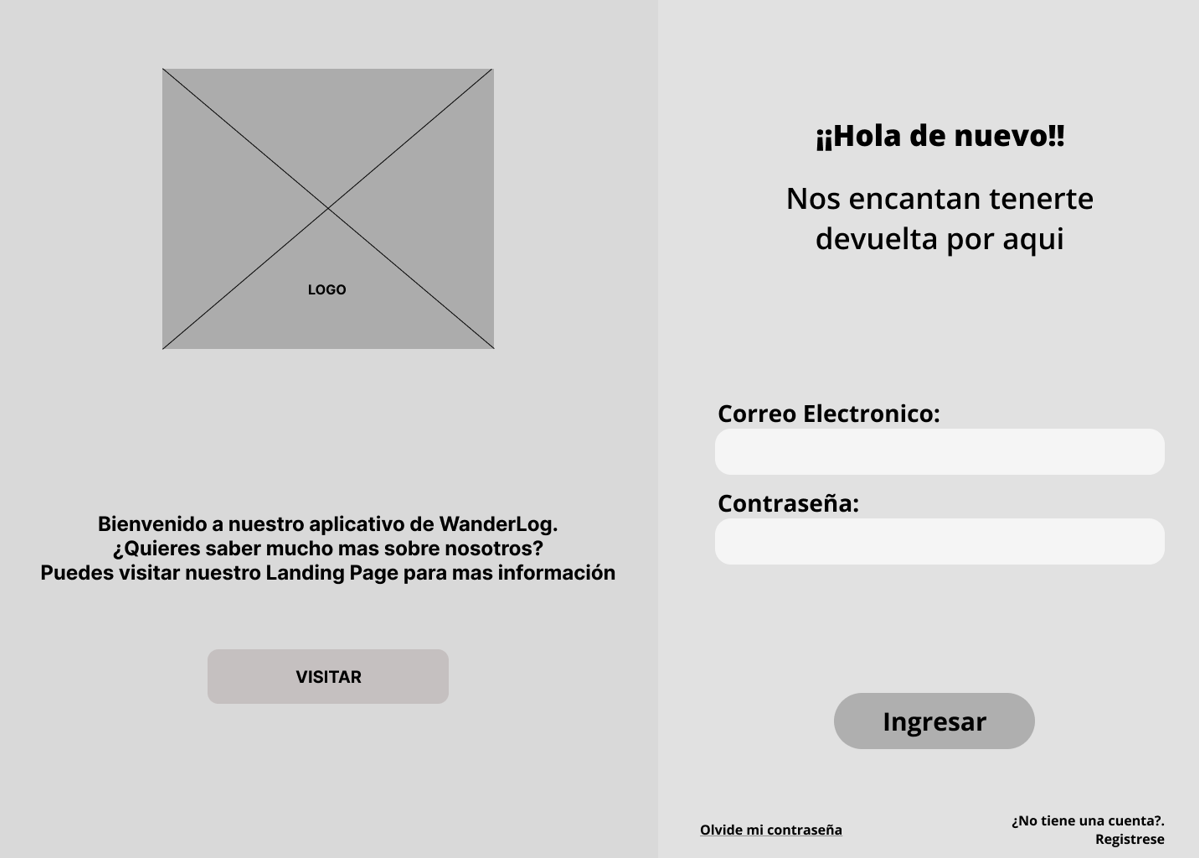 LOGO
Bienvenido a nuestro aplicativo de WanderLog.
¿Quieres saber mucho mas sobre nosotros?
Puedes visitar nuestro Landing Page para mas información
VISITAR
¡¡Hola de nuevo!!
Nos encantan tenerte
devuelta por aqui
Correo Electronico:
Contraseña:
Ingresar
Olvide mi contraseña
¿No tiene una cuenta?.
Registrese